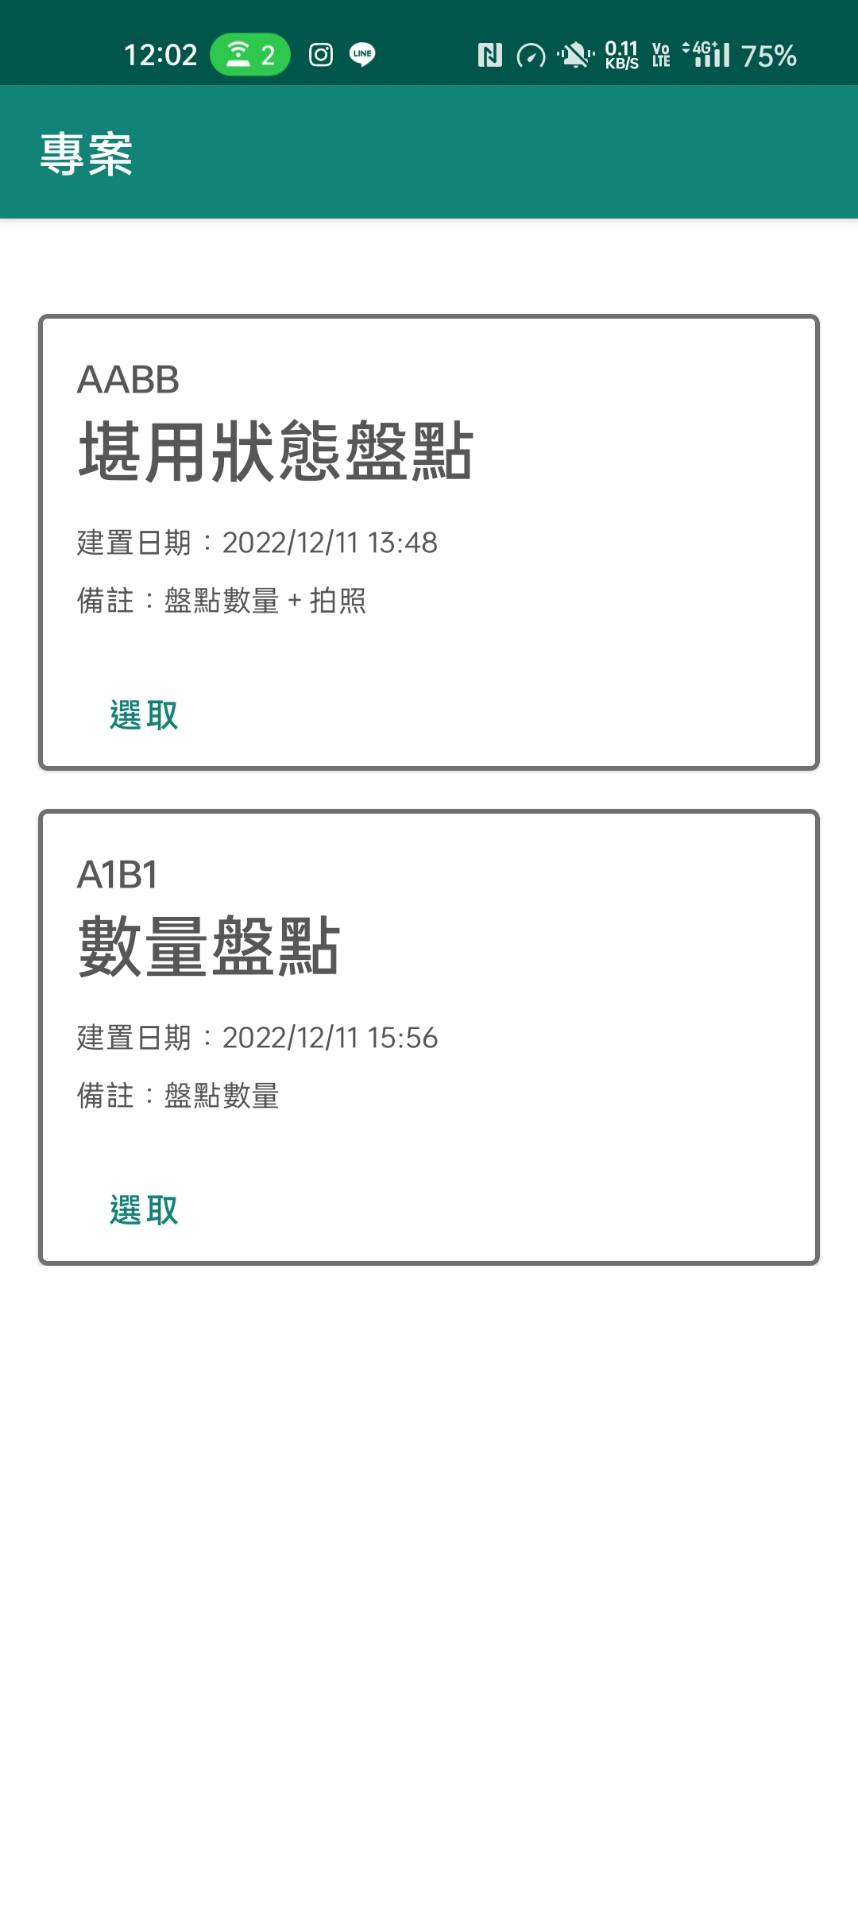 12:02 2 LINE 0.11 KB/S Vo LTE 4G+ 75%
專案
AABB
堪用狀態盤點
建置日期：2022/12/11 13:48
備註：盤點數量 + 拍照
選取
A1B1
數量盤點
建置日期：2022/12/11 15:56
備註：盤點數量
選取